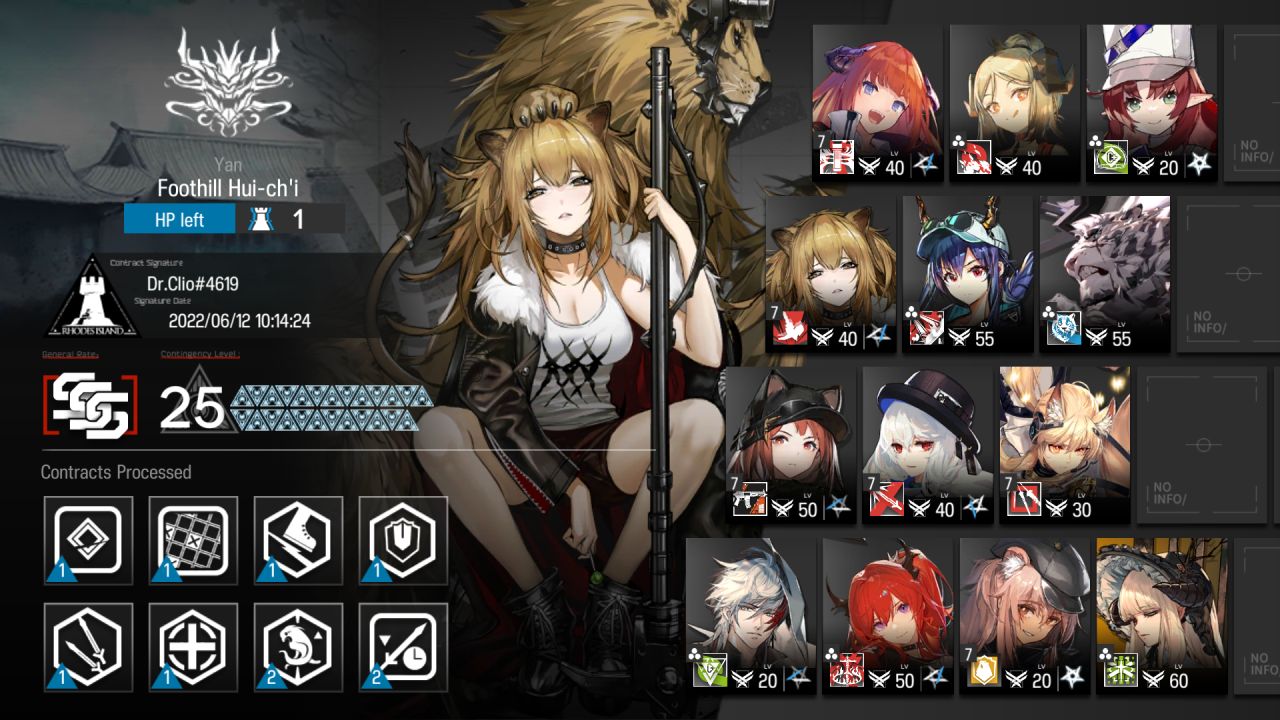 Yan
Foothill Hui-ch'i
HP left 1
Contract Signature
Dr.Clio#4619
Signature Date
2022/06/12 10:14:24
RHODES ISLAND
General Rate:
Contingency Level :
25
Contracts Processed
1 1 1 1
1 1 2 2
7 LV 40
LV 40
LV 20
NO INFO/
7 LV 40
LV 55
LV 55
NO INFO/
7 LV 50
7 LV 40
7 LV 30
NO INFO/
LV 20
LV 50
7 LV 20
LV 60
NO INFO